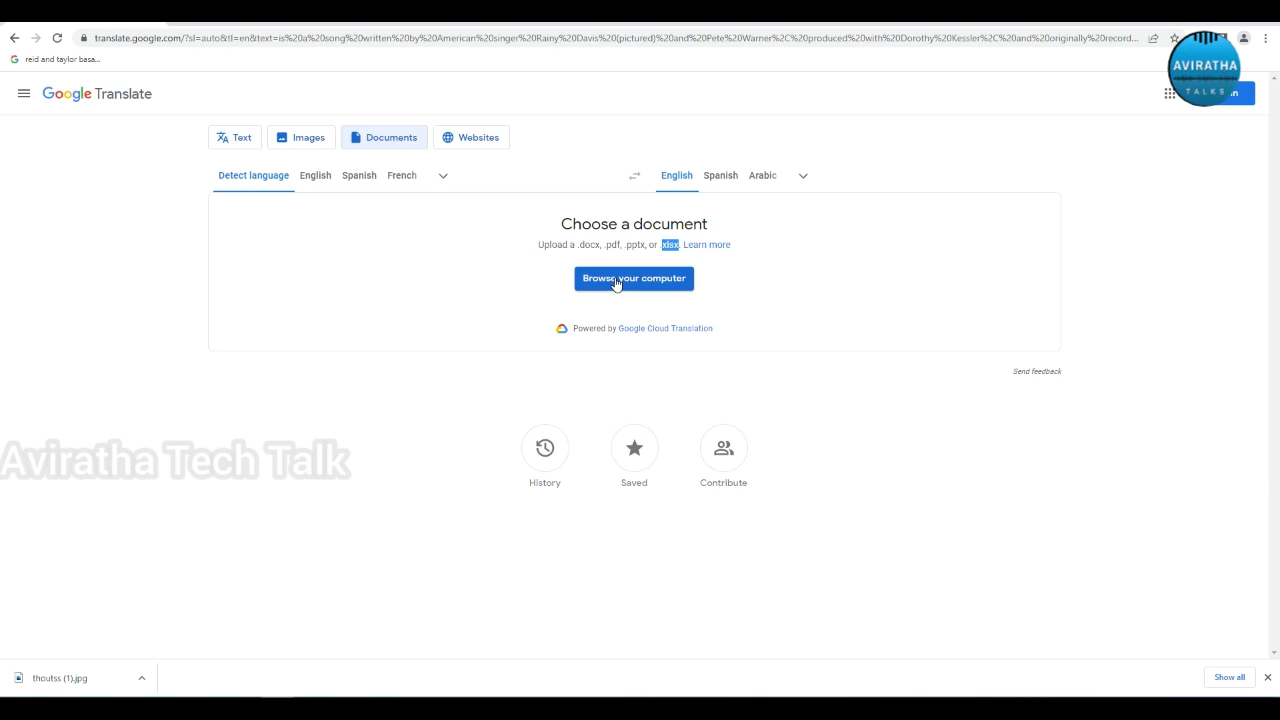 translate.google.com/?sl=auto&tl=en&text=is%20a%20song%20written%20by%20American%20singer%20Rainy%20Davis%20(pictured)%20and%20Pete%20Warner%2C%20produced%20with%20Dorothy%20Kessler%2C%20and%20originally%20record...
reid and taylor basa...
AVIRATHA
TALKS
Google Translate
Text Images Documents Websites
Detect language English Spanish French English Spanish Arabic
Choose a document
Upload a .docx, .pdf, .pptx, or .xlsx. Learn more
Browse your computer
Powered by Google Cloud Translation
Send feedback
Aviratha Tech Talk
History Saved Contribute
thoutss (1).jpg Show all